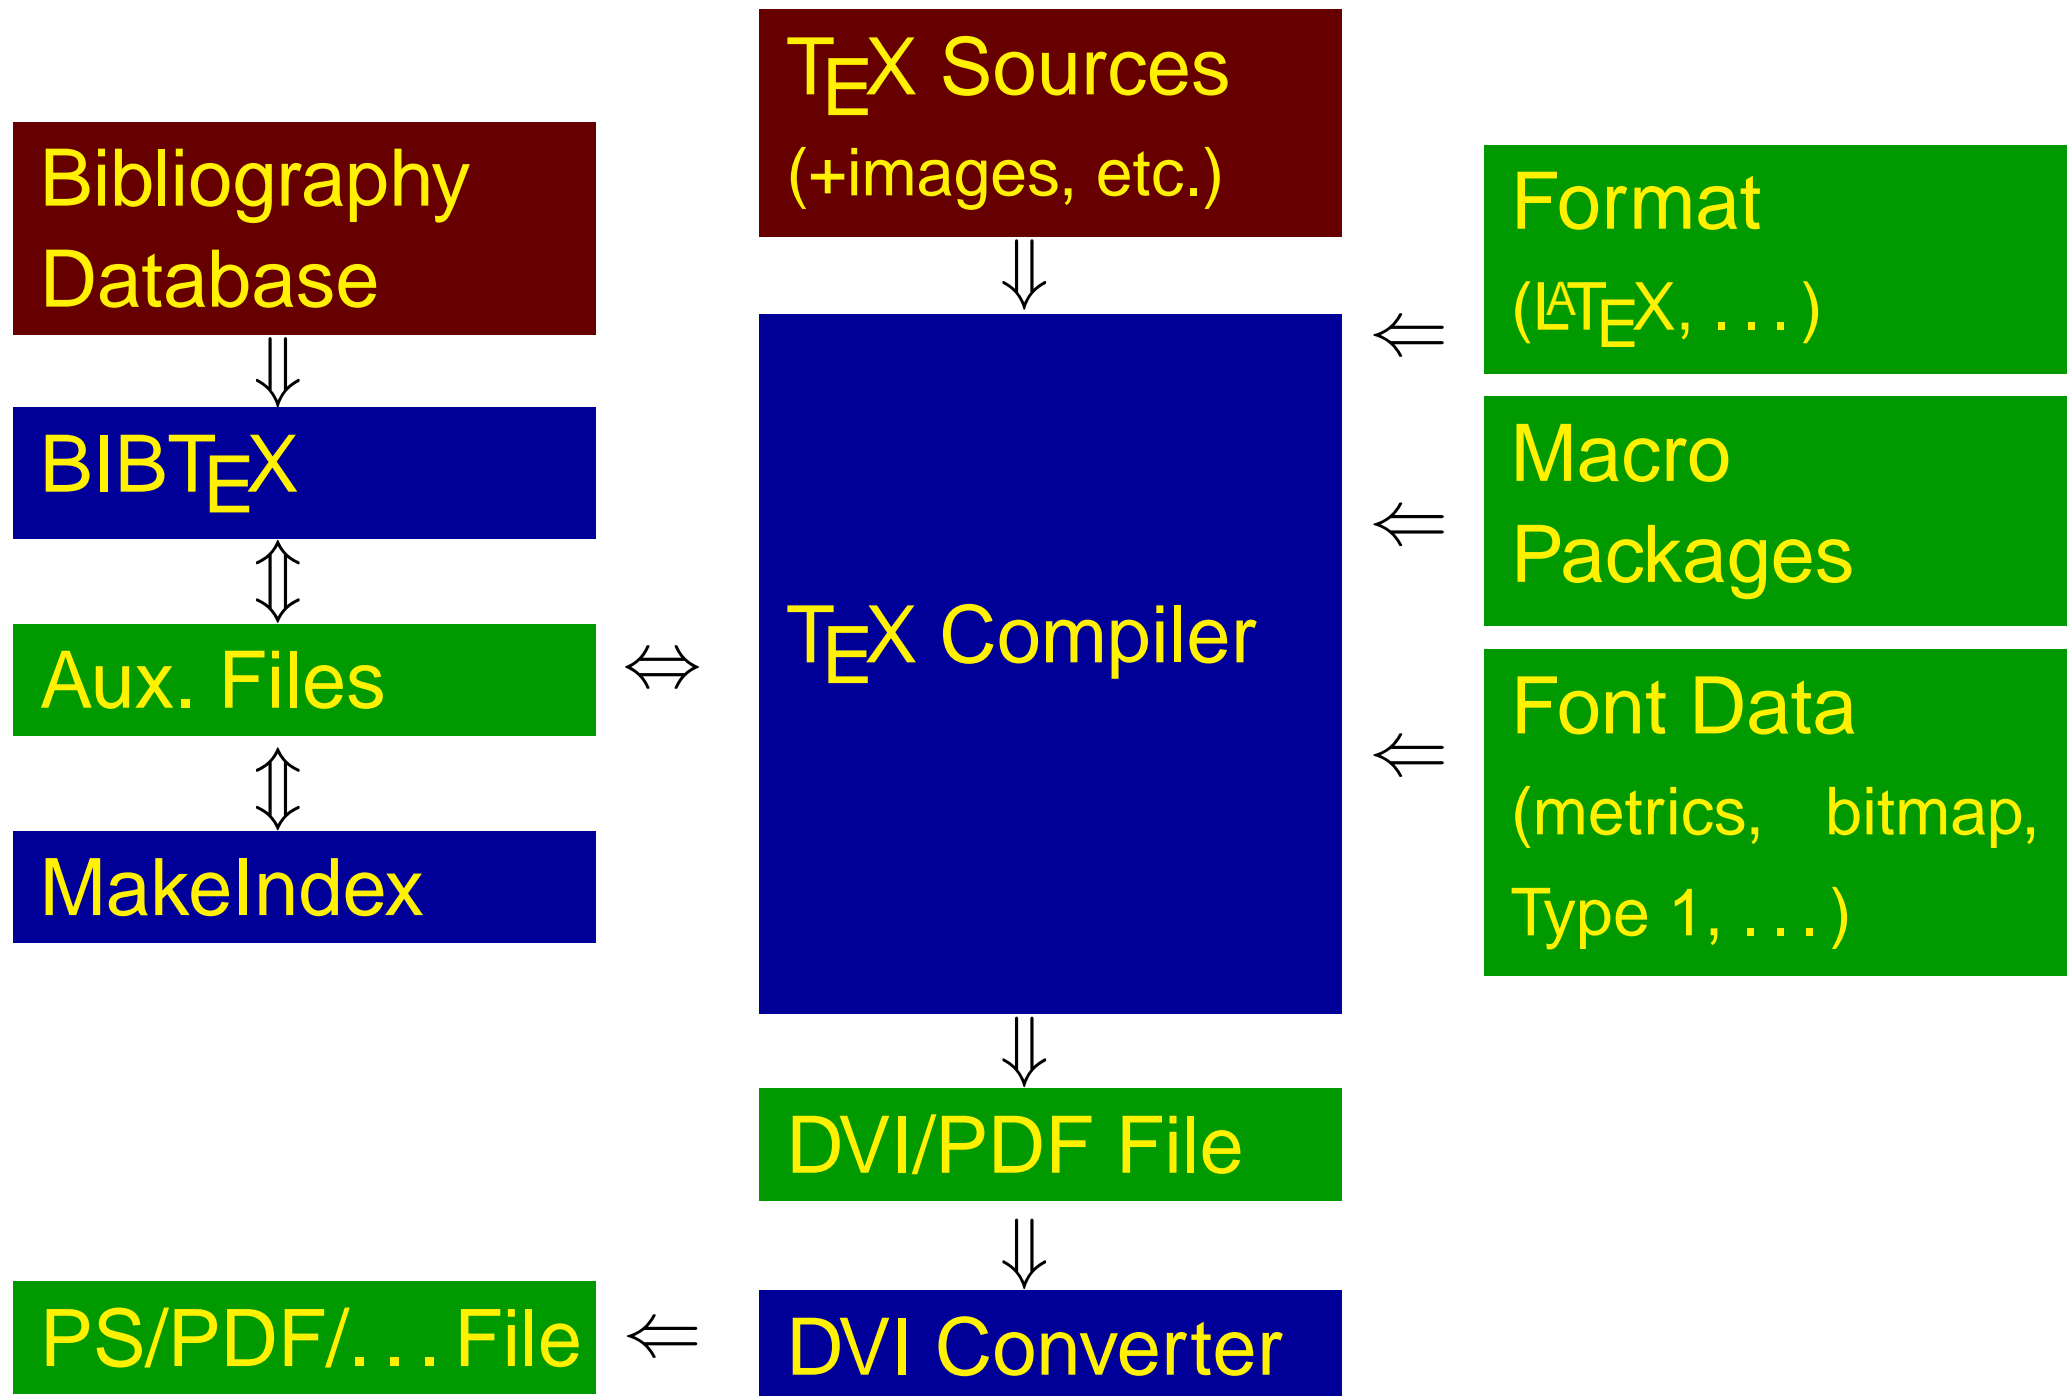 TEX Sources
(+images, etc.)
Bibliography
Database
Format
(LATEX, . . . )
BIBTEX
Macro
Packages
TEX Compiler
Aux. Files
Font Data
(metrics, bitmap,
Type 1, . . . )
MakeIndex
DVI/PDF File
PS/PDF/. . . File
DVI Converter